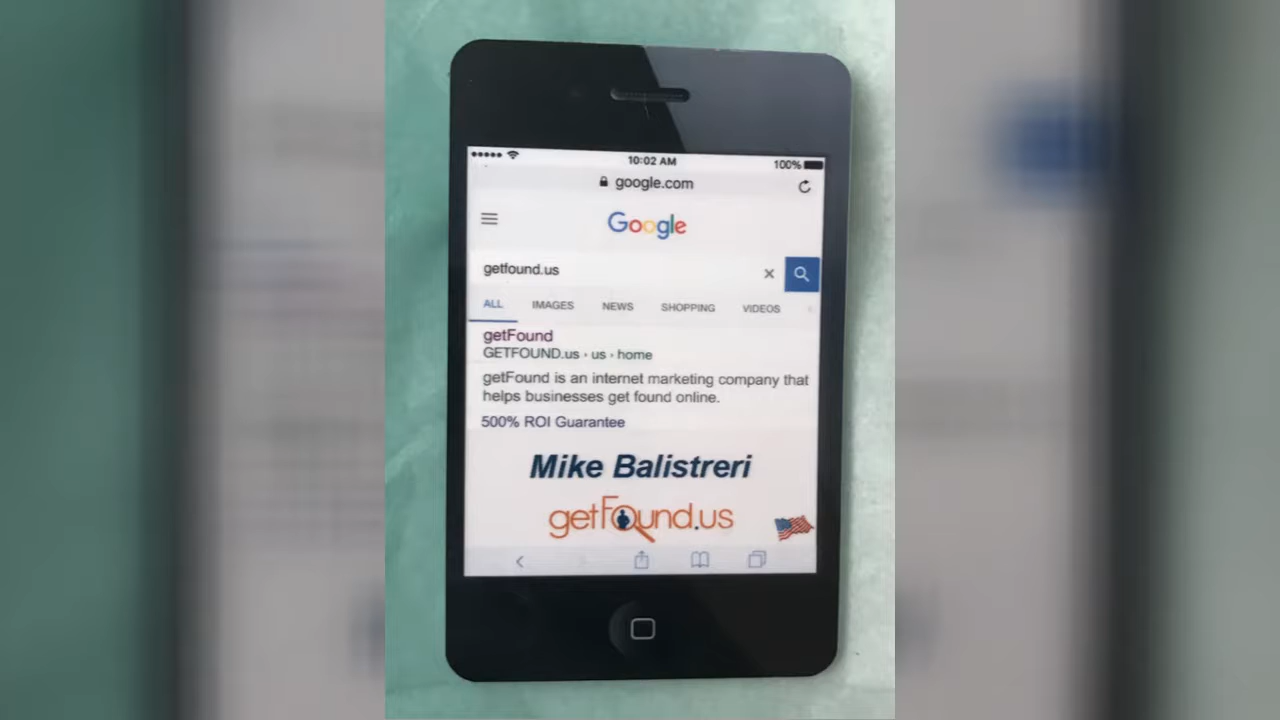 10:02 AM
100%
google.com
Google
getfound.us
ALL IMAGES NEWS SHOPPING VIDEOS
getFound
GETFOUND.us › us › home
getFound is an internet marketing company that
helps businesses get found online.
500% ROI Guarantee
Mike Balistreri
getFound.us